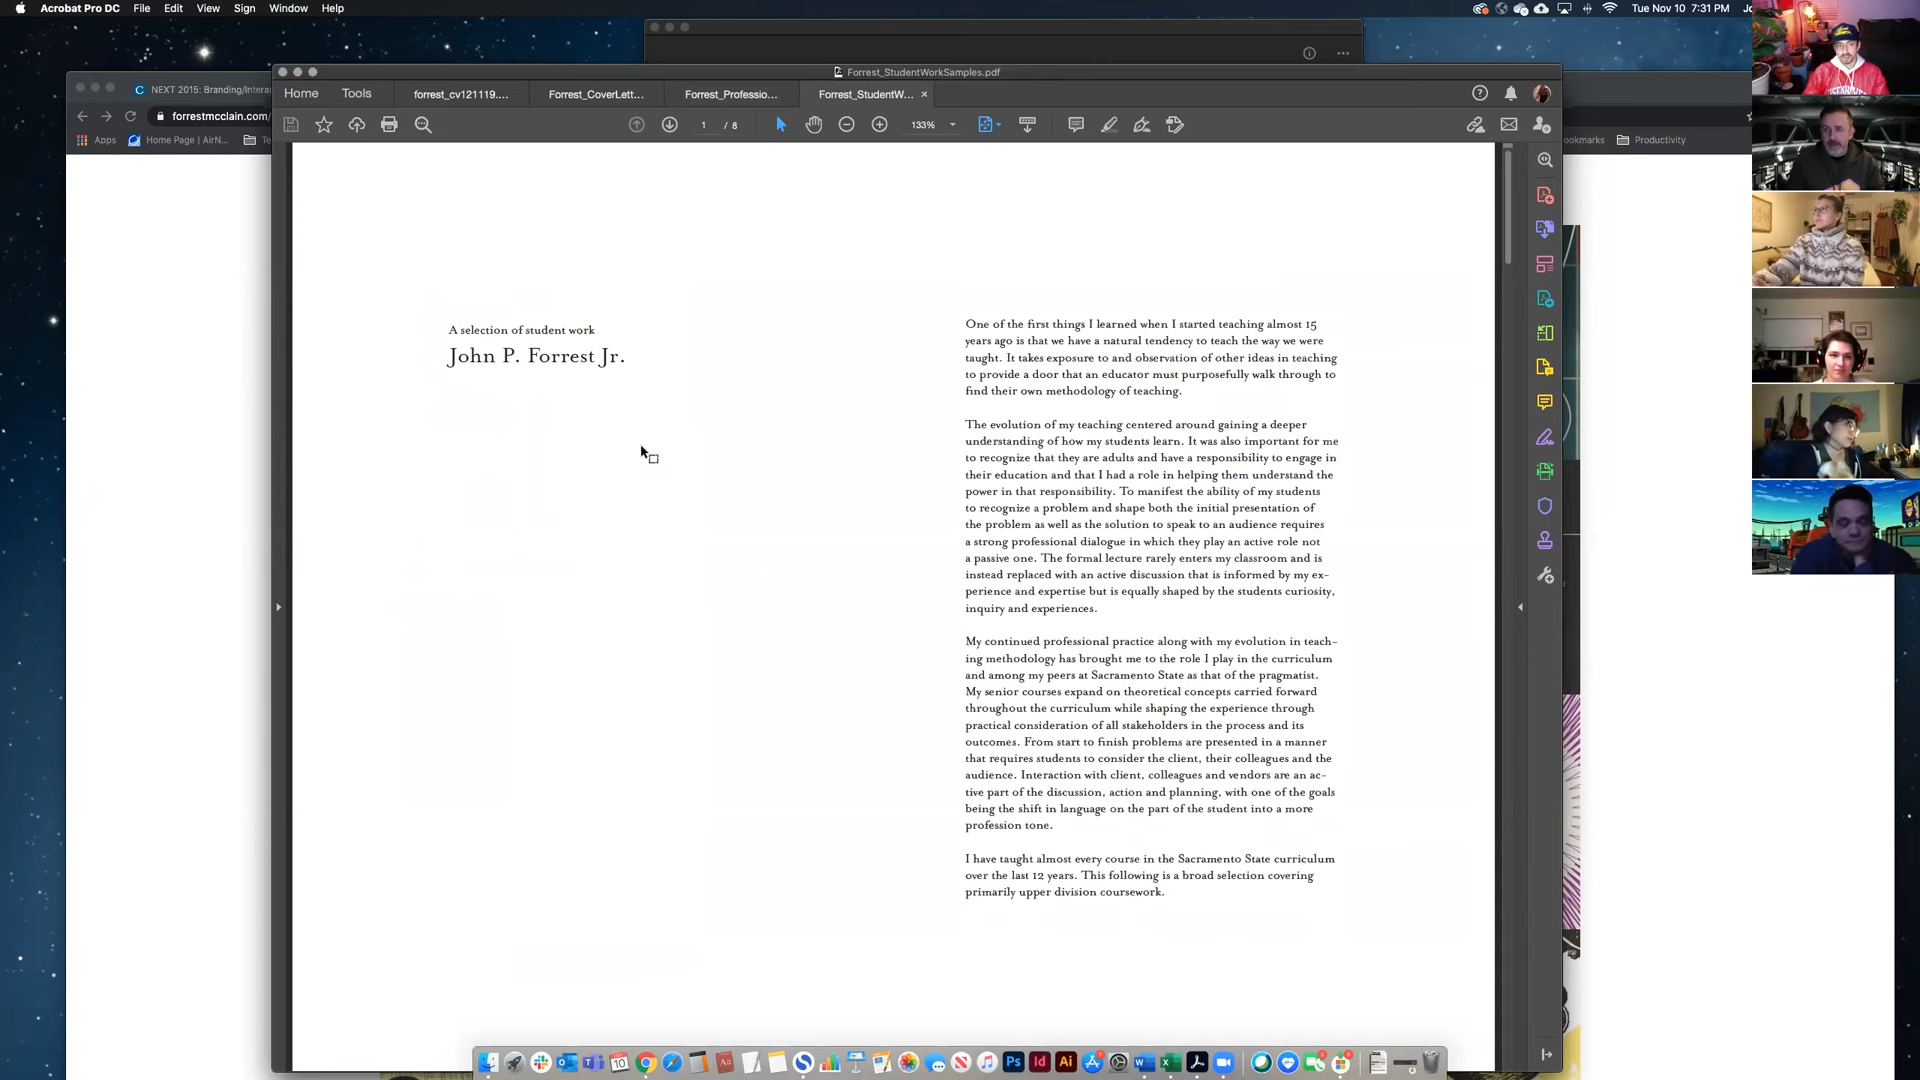 Acrobat Pro DC File Edit View Sign Window Help
Tue Nov 10 7:31 PM
Forrest_StudentWorkSamples.pdf
NEXT 2015: Branding/Intera
Home Tools forrest_cv121119.... Forrest_CoverLett... Forrest_Professio... Forrest_StudentW... ×
forrestmcclain.com/
1 / 8
133%
Apps Home Page | AirN...
okmarks Productivity
A selection of student work
John P. Forrest Jr.
One of the first things I learned when I started teaching almost 15
years ago is that we have a natural tendency to teach the way we were
taught. It takes exposure to and observation of other ideas in teaching
to provide a door that an educator must purposefully walk through to
find their own methodology of teaching.
The evolution of my teaching centered around gaining a deeper
understanding of how my students learn. It was also important for me
to recognize that they are adults and have a responsibility to engage in
their education and that I had a role in helping them understand the
power in that responsibility. To manifest the ability of my students
to recognize a problem and shape both the initial presentation of
the problem as well as the solution to speak to an audience requires
a strong professional dialogue in which they play an active role not
a passive one. The formal lecture rarely enters my classroom and is
instead replaced with an active discussion that is informed by my ex-
perience and expertise but is equally shaped by the students curiosity,
inquiry and experiences.
My continued professional practice along with my evolution in teach-
ing methodology has brought me to the role I play in the curriculum
and among my peers at Sacramento State as that of the pragmatist.
My senior courses expand on theoretical concepts carried forward
throughout the curriculum while shaping the experience through
practical consideration of all stakeholders in the process and its
outcomes. From start to finish problems are presented in a manner
that requires students to consider the client, their colleagues and the
audience. Interaction with client, colleagues and vendors are an ac-
tive part of the discussion, action and planning, with one of the goals
being the shift in language on the part of the student into a more
profession tone.
I have taught almost every course in the Sacramento State curriculum
over the last 12 years. This following is a broad selection covering
primarily upper division coursework.
10
Ps Id Ai